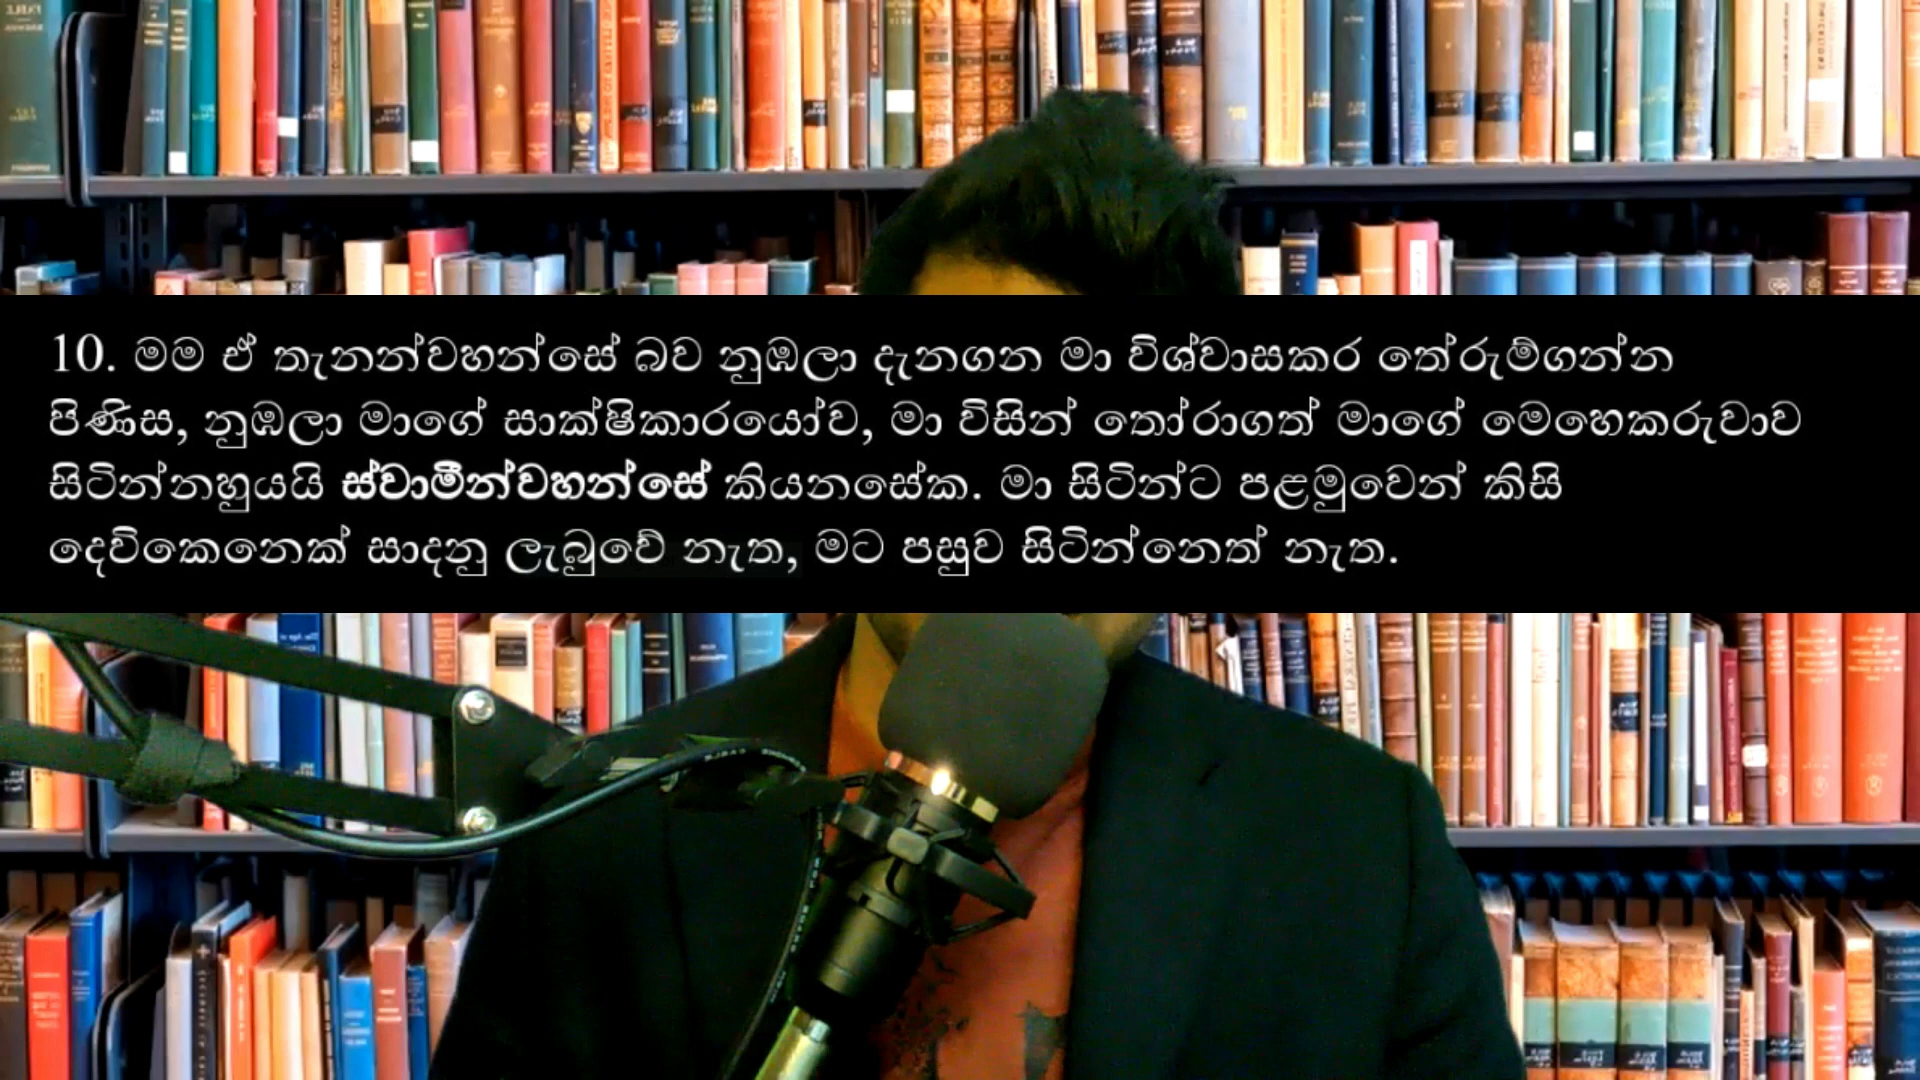 10. මම ඒ තැනන්වහන්සේ බව නුඹලා දැනගන මා විශ්වාසකර තේරුම්ගන්න
පිණිස, නුඹලා මාගේ සාක්ෂිකාරයෝව, මා විසින් තෝරාගත් මාගේ මෙහෙකරුවාව
සිටින්නහුයයි ස්වාමීන්වහන්සේ කියනසේක. මා සිටින්ට පළමුවෙන් කිසි
දෙවිකෙනෙක් සාදනු ලැබුවේ නැත, මට පසුව සිටින්නෙත් නැත.